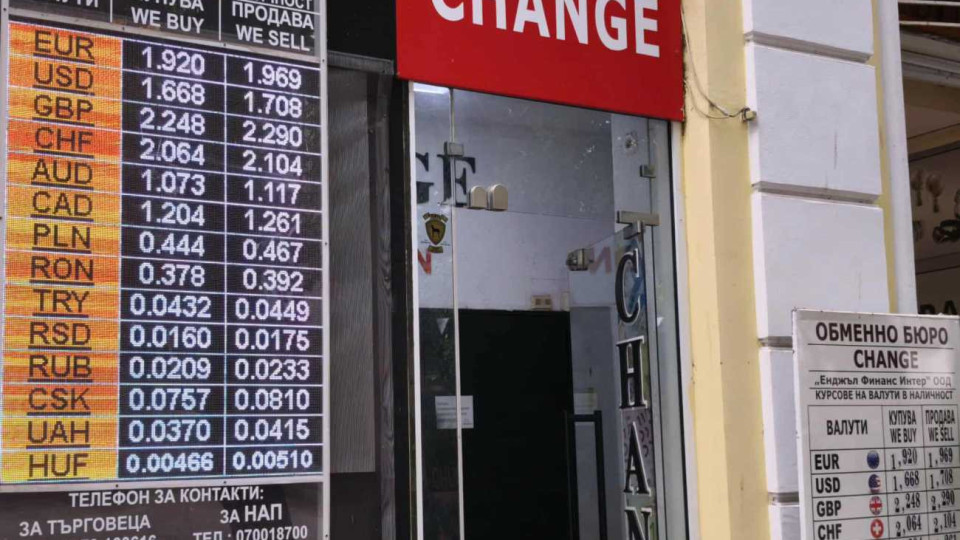 ВАЛУТИ КУПУВА ПРОДАВА
WE BUY WE SELL
EUR 1.920 1.969
USD 1.668 1.708
GBP 2.248 2.290
CHF 2.064 2.104
AUD 1.073 1.117
CAD 1.204 1.261
PLN 0.444 0.467
RON 0.378 0.392
TRY 0.0432 0.0449
RSD 0.0160 0.0175
RUB 0.0209 0.0233
CSK 0.0757 0.0810
UAH 0.0370 0.0415
HUF 0.00466 0.00510
ТЕЛЕФОН ЗА КОНТАКТИ:
ЗА ТЪРГОВЕЦА ЗА НАП
ТЕЛ.: 070018700
CHANGE
GE
CHAN
ОБМЕННО БЮРО
CHANGE
„Енджъл Финанс Интер" ООД
КУРСОВЕ НА ВАЛУТИ В НАЛИЧНОСТ
ВАЛУТИ КУПУВА ПРОДАВА
WE BUY WE SELL
EUR 1,920 1,969
USD 1,668 1,708
GBP 2,248 2,290
CHF 2,064 2,104